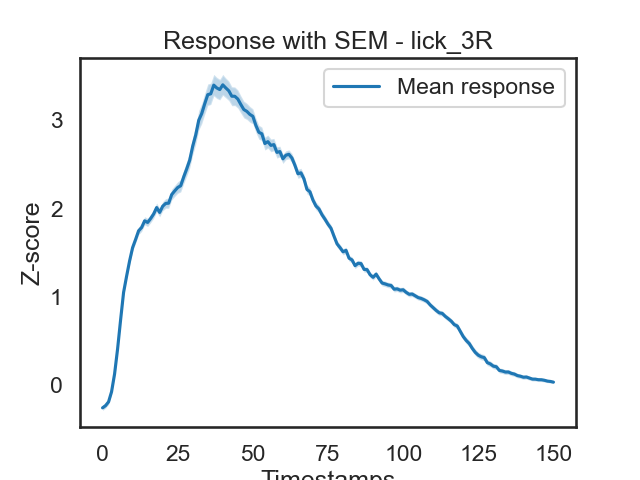 Response with SEM - lick_3R
Mean response
Z-score
3
2
1
0
0 25 50 75 100 125 150
Timestamps